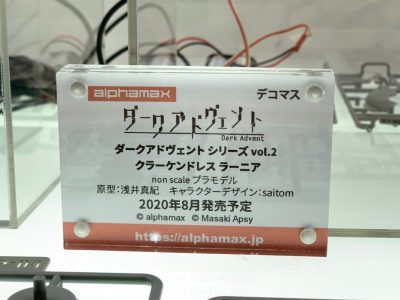 alphamax
デコマス
ダークアドヴェント
Dark Advent
ダークアドヴェント シリーズ vol.2
クラーケンドレス ラーニア
non scale プラモデル
原型：浅井真紀 キャラクターデザイン：saitom
2020年8月発売予定
© alphamax © Masaki Apsy
https://alphamax.jp